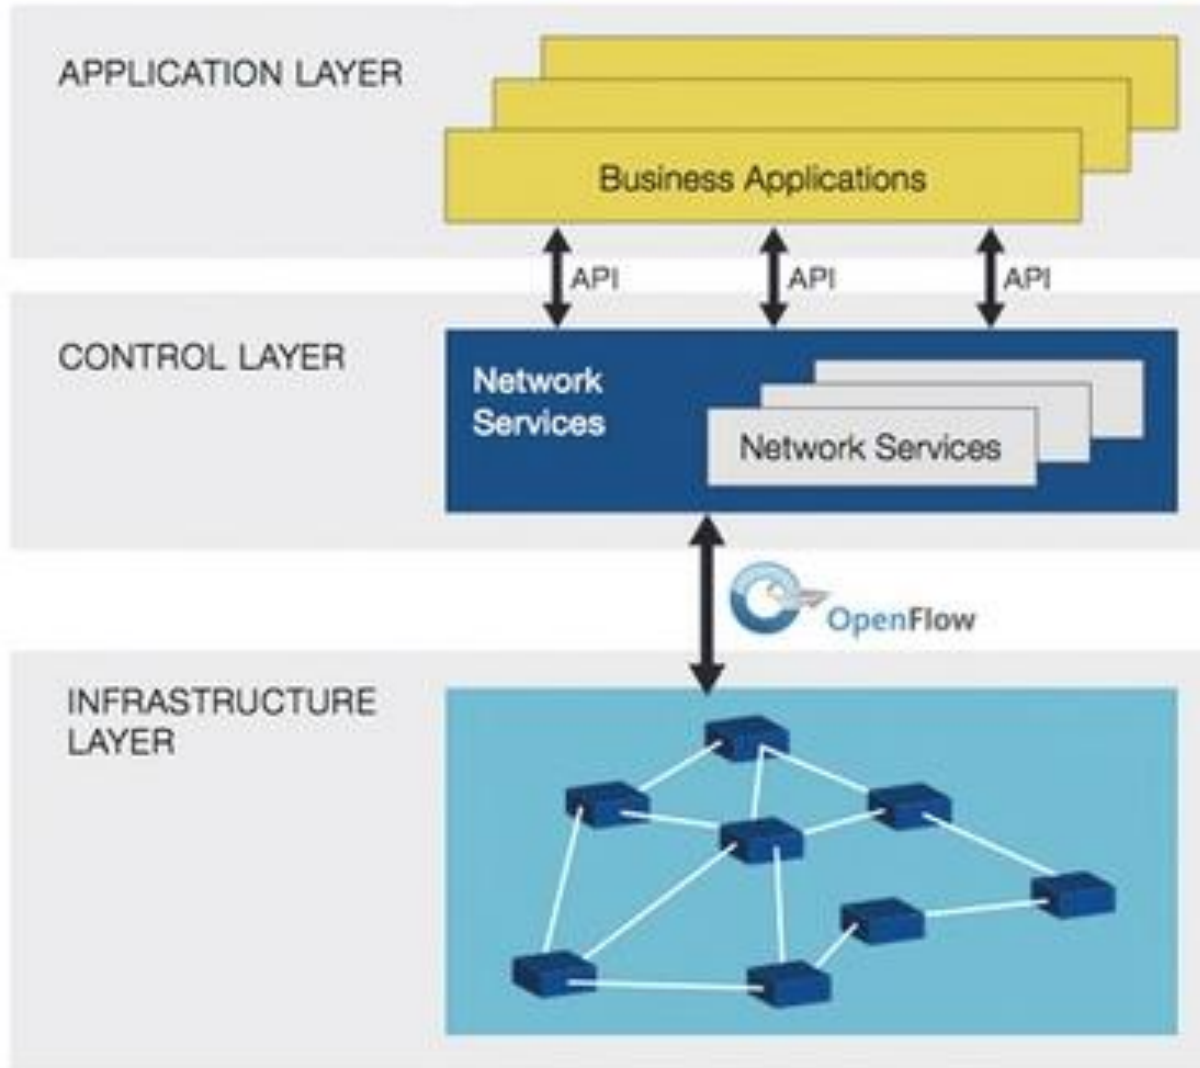 APPLICATION LAYER
Business Applications
API
API
API
CONTROL LAYER
Network
Services
Network Services
OpenFlow
INFRASTRUCTURE
LAYER